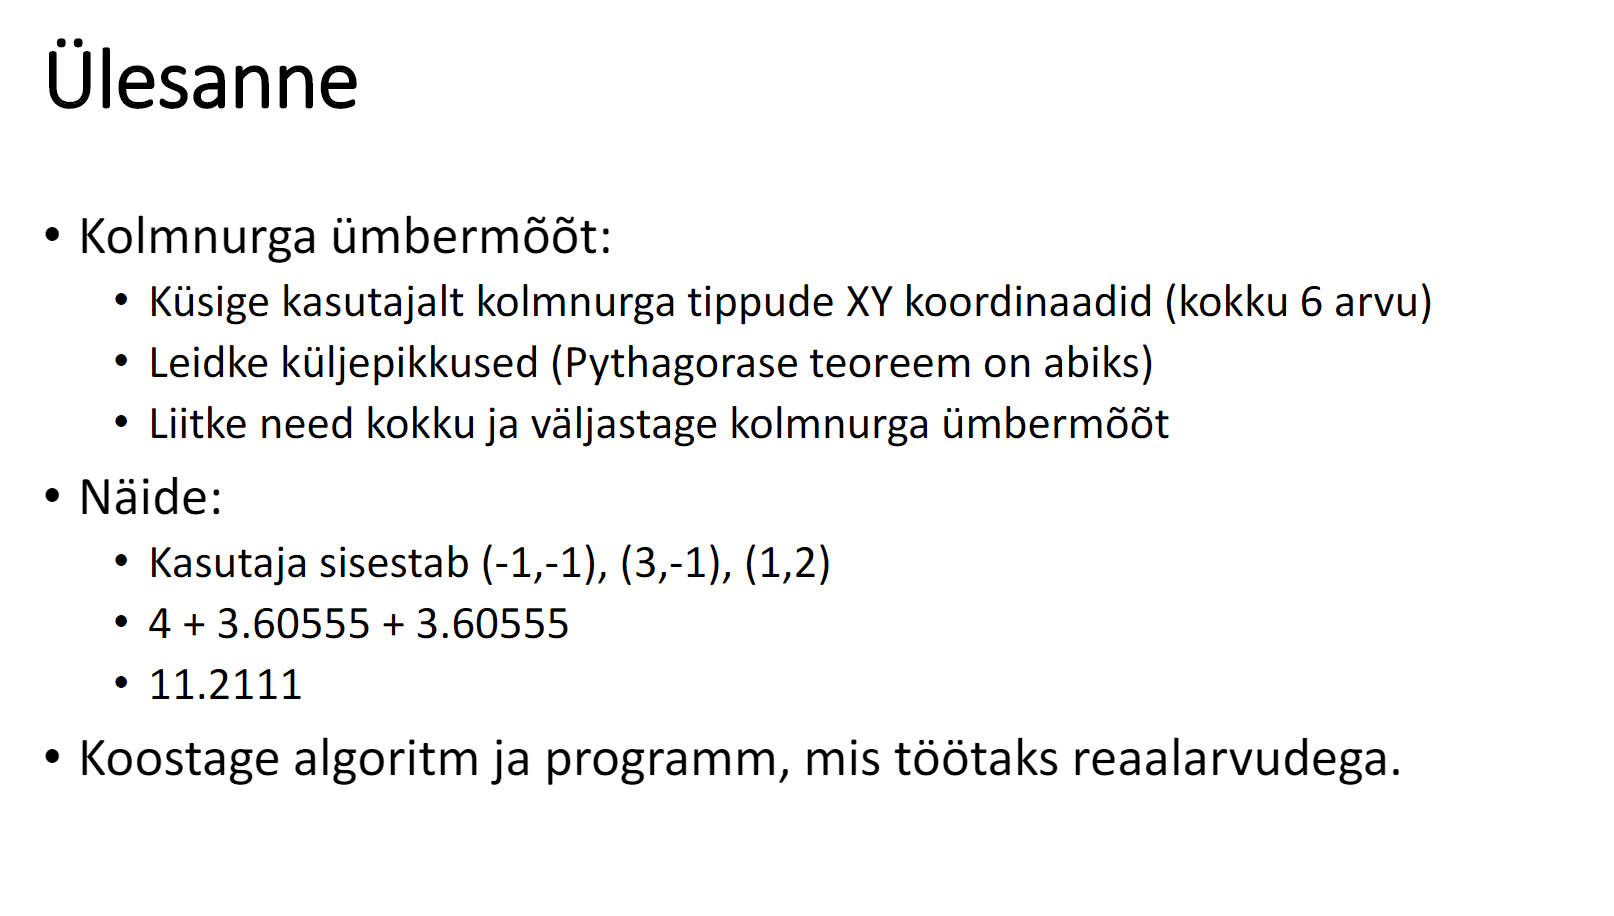 Ülesanne
• Kolmnurga ümbermõõt:
• Küsige kasutajalt kolmnurga tippude XY koordinaadid (kokku 6 arvu)
• Leidke küljepikkused (Pythagorase teoreem on abiks)
• Liitke need kokku ja väljastage kolmnurga ümbermõõt
• Näide:
• Kasutaja sisestab (-1,-1), (3,-1), (1,2)
• 4 + 3.60555 + 3.60555
• 11.2111
• Koostage algoritm ja programm, mis töötaks reaalarvudega.